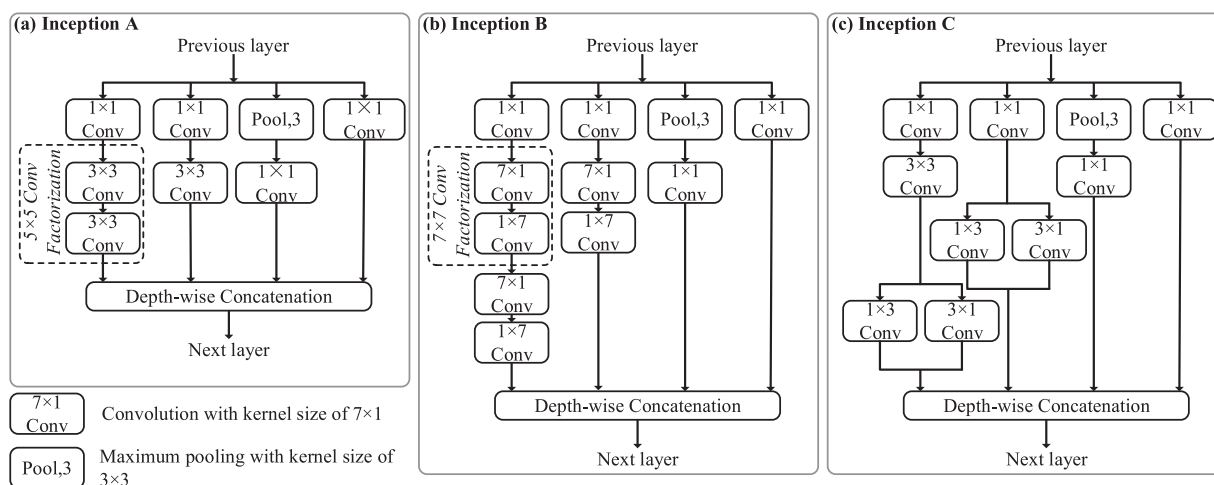 (a) Inception A
Previous layer
1×1
Conv
1×1
Conv
Pool,3
1×1
Conv
5×5 Conv
Factorization
3×3
Conv
3×3
Conv
1×1
Conv
3×3
Conv
Depth-wise Concatenation
Next layer
7×1
Conv
Convolution with kernel size of 7×1
Pool,3
Maximum pooling with kernel size of
3×3
(b) Inception B
Previous layer
1×1
Conv
1×1
Conv
Pool,3
1×1
Conv
7×7 Conv
Factorization
7×1
Conv
7×1
Conv
1×1
Conv
1×7
Conv
1×7
Conv
7×1
Conv
1×7
Conv
Depth-wise Concatenation
Next layer
(c) Inception C
Previous layer
1×1
Conv
1×1
Conv
Pool,3
1×1
Conv
3×3
Conv
1×1
Conv
1×3
Conv
3×1
Conv
1×3
Conv
3×1
Conv
Depth-wise Concatenation
Next layer